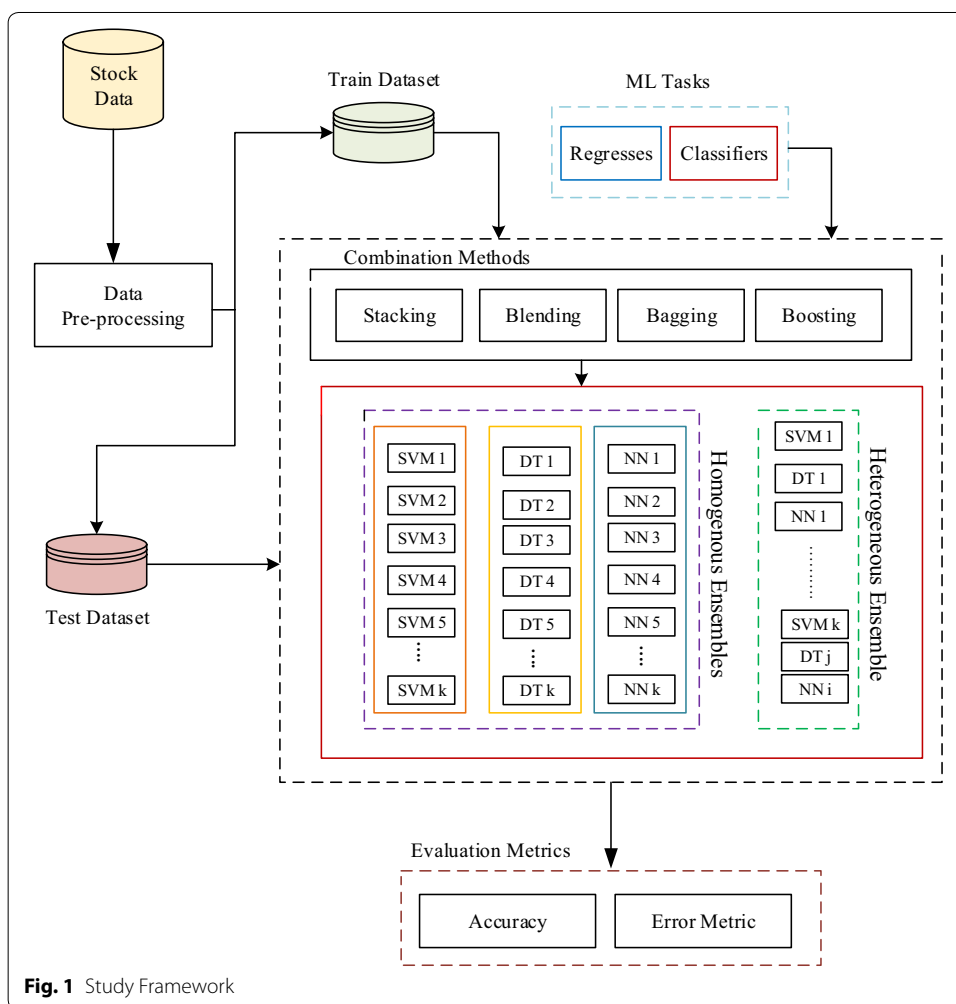 Stock
Data
Train Dataset
ML Tasks
Regresses
Classifiers
Data
Pre-processing
Combination Methods
Stacking
Blending
Bagging
Boosting
SVM 1
SVM 2
SVM 3
SVM 4
SVM 5
SVM k
DT 1
DT 2
DT 3
DT 4
DT 5
DT k
NN 1
NN 2
NN 3
NN 4
NN 5
NN k
Homogenous Ensembles
SVM 1
DT 1
NN 1
SVM k
DT j
NN i
Heterogeneous Ensemble
Test Dataset
Evaluation Metrics
Accuracy
Error Metric
Fig. 1 Study Framework